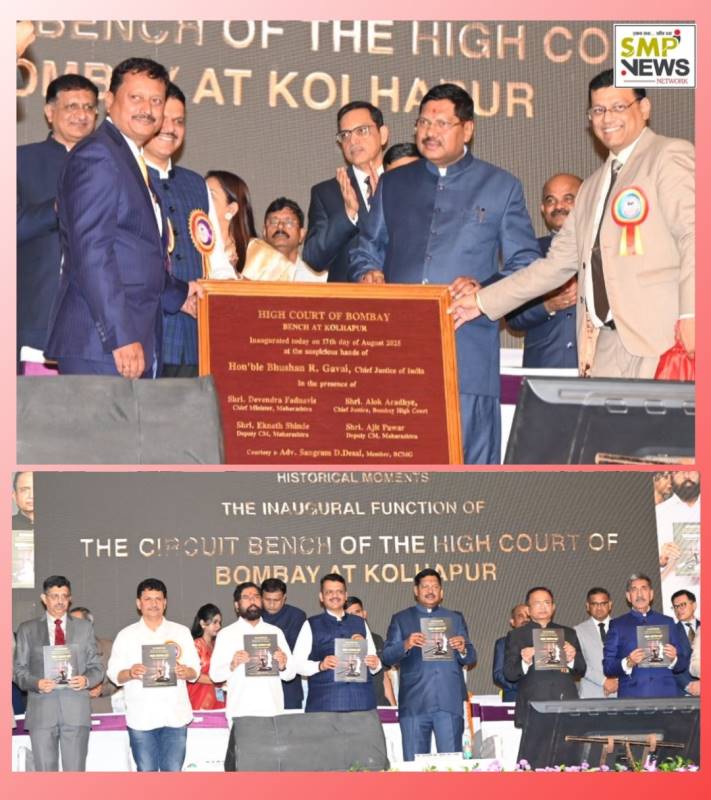 BENCH OF THE HIGH CO
BOMBAY AT KOLHAPUR
SMP
NEWS
NETWORK
HIGH COURT OF BOMBAY
BENCH AT KOLHAPUR
Inaugurated today on 17th day of August 2025
at the auspicious hands of
Hon'ble Bhushan R. Gavai, Chief Justice of India
In the presence of
Shri. Devendra Fadnavis
Chief Minister, Maharashtra
Shri. Alok Aradhye,
Chief Justice, Bombay High Court
Shri. Eknath Shinde
Deputy CM, Maharashtra
Shri. Ajit Pawar
Deputy CM, Maharashtra
Courtesy :- Adv. Sangram D.Desai, Member, BCMG
HISTORICAL MOMENTS
THE INAUGURAL FUNCTION OF
THE CIRCUIT BENCH OF THE HIGH COURT OF
BOMBAY AT KOLHAPUR